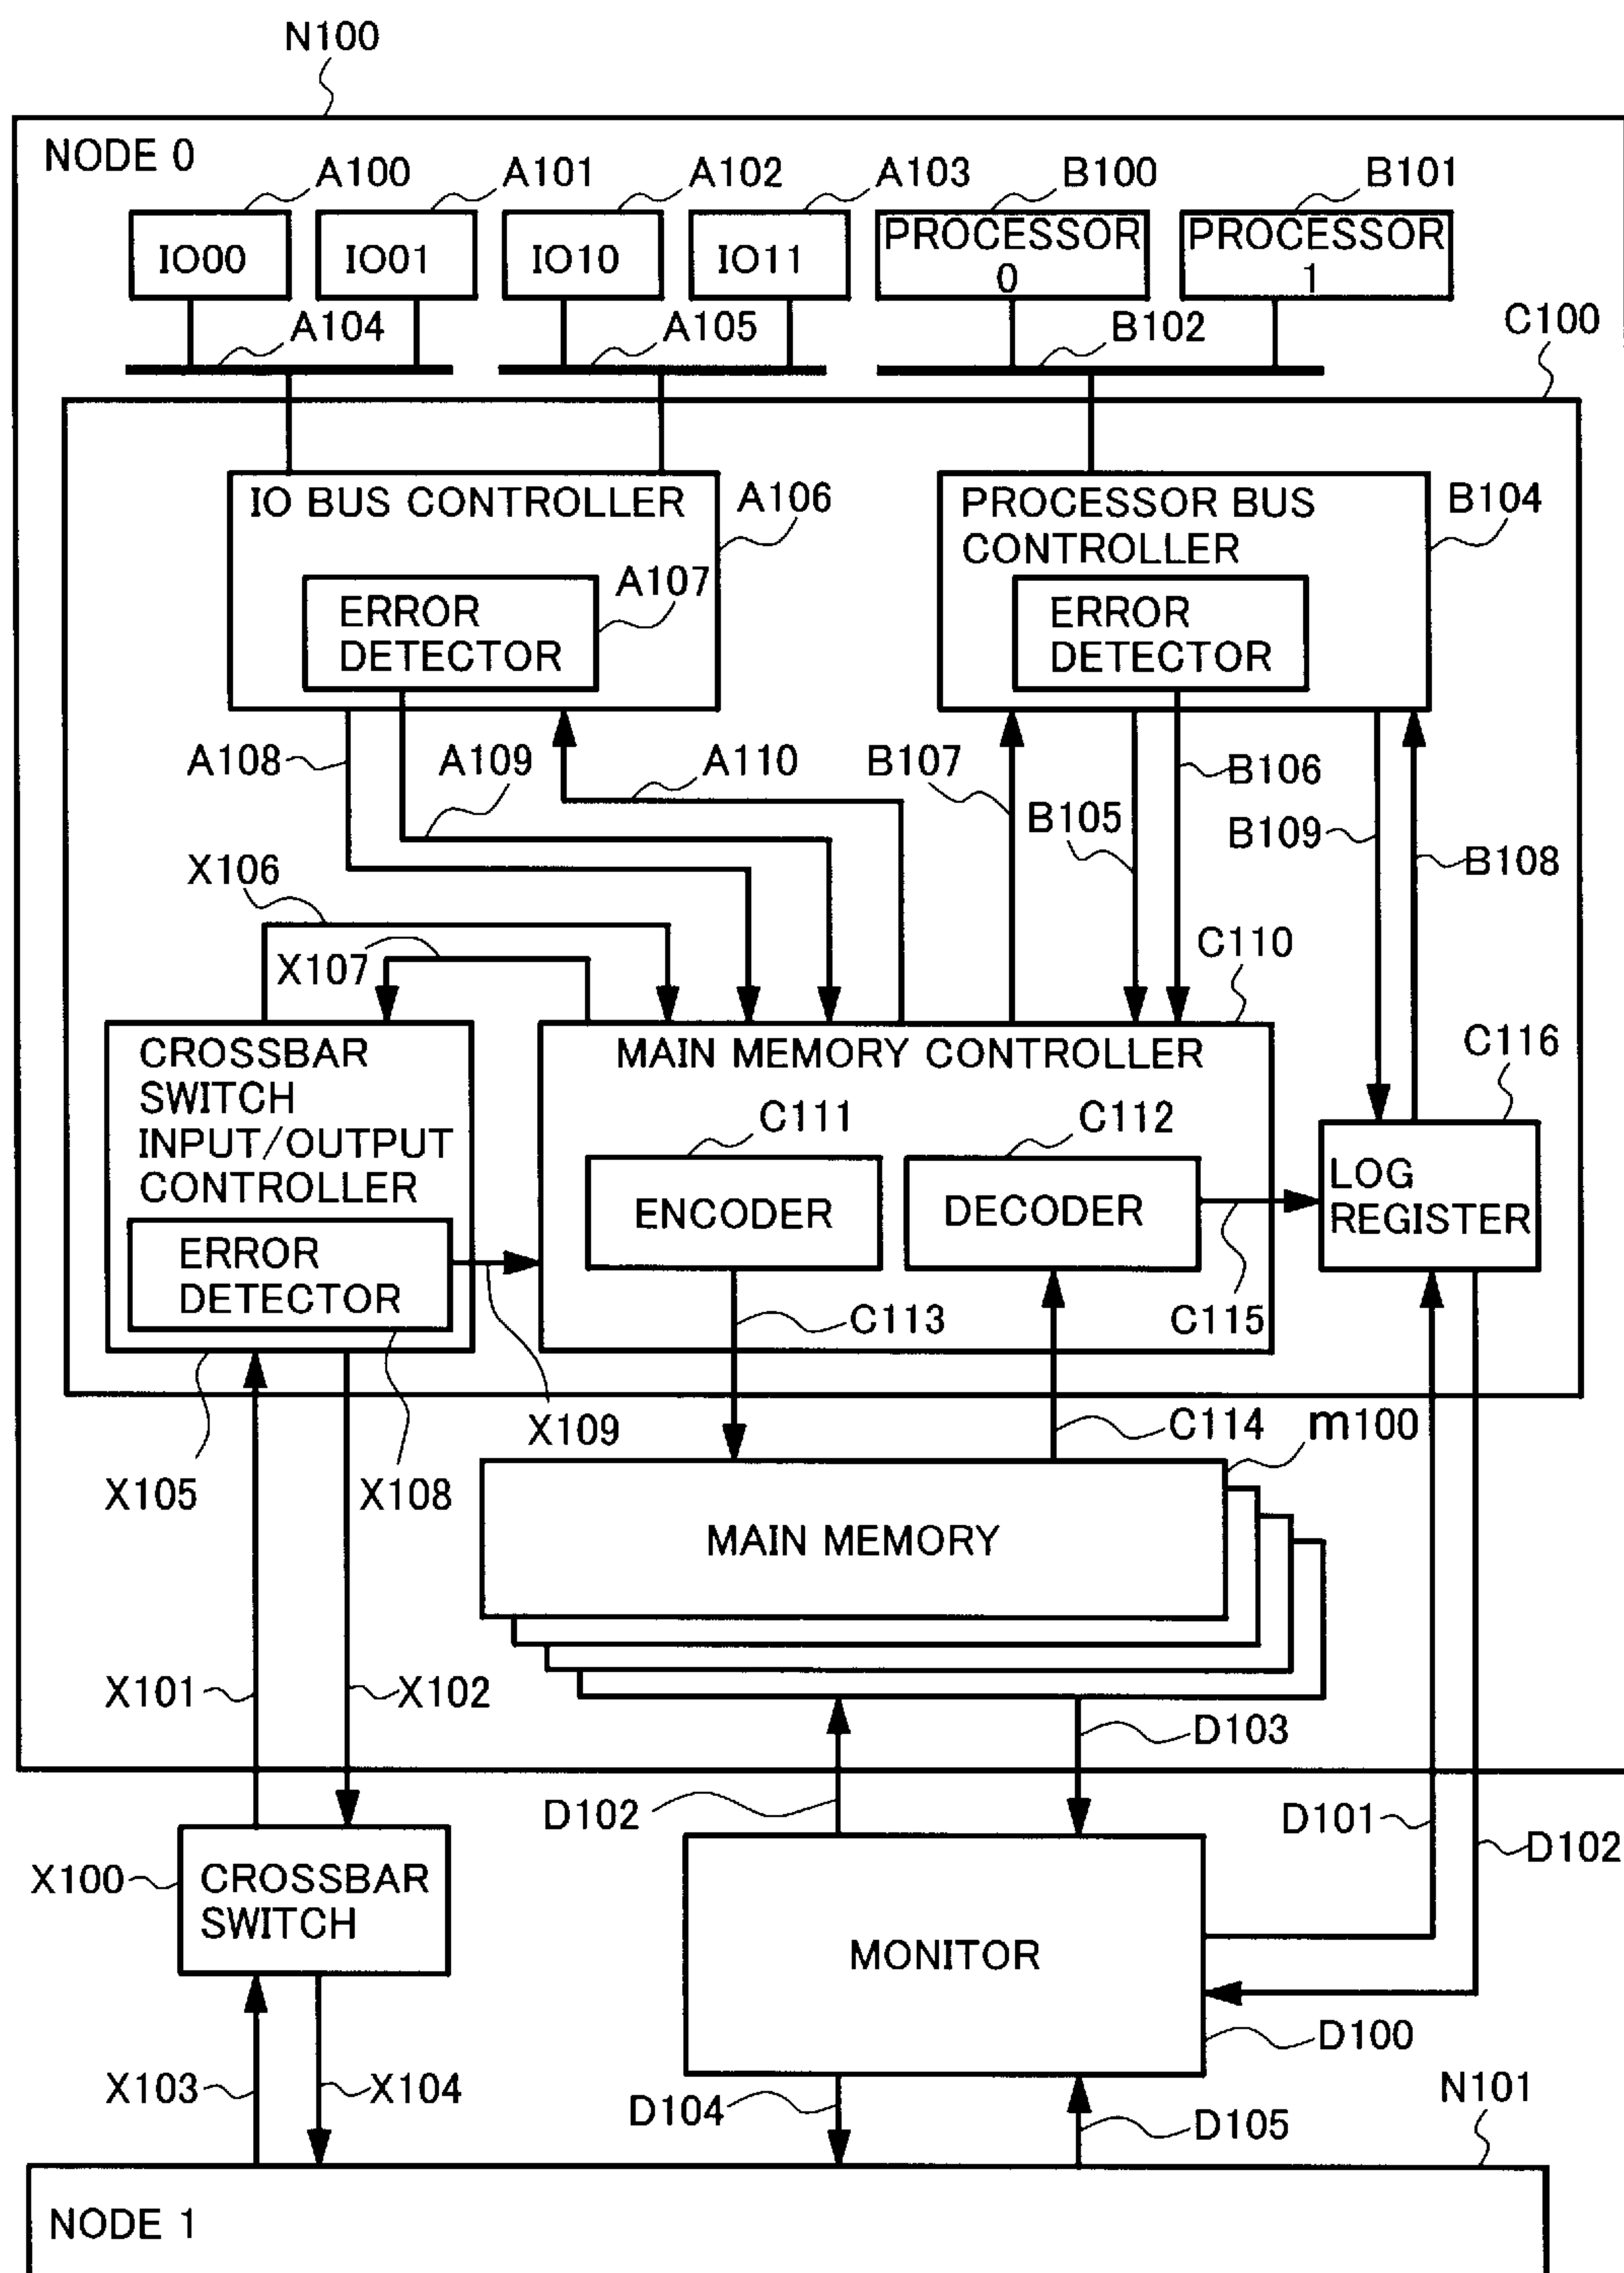 N100
NODE 0
A100
A101
A102
A103
B100
B101
IO00
IO01
IO10
IO11
PROCESSOR
0
PROCESSOR
1
A104
A105
B102
C100
IO BUS CONTROLLER
A106
PROCESSOR BUS
CONTROLLER
B104
A107
ERROR
DETECTOR
ERROR
DETECTOR
A108
A109
A110
B107
B106
B105
B109
B108
X106
X107
C110
CROSSBAR
SWITCH
INPUT/OUTPUT
CONTROLLER
MAIN MEMORY CONTROLLER
C116
C111
C112
ENCODER
DECODER
LOG
REGISTER
ERROR
DETECTOR
C113
C115
X109
C114
m100
X105
X108
MAIN MEMORY
X101
X102
D103
D102
D101
D102
X100
CROSSBAR
SWITCH
MONITOR
D100
X103
X104
D104
D105
N101
NODE 1